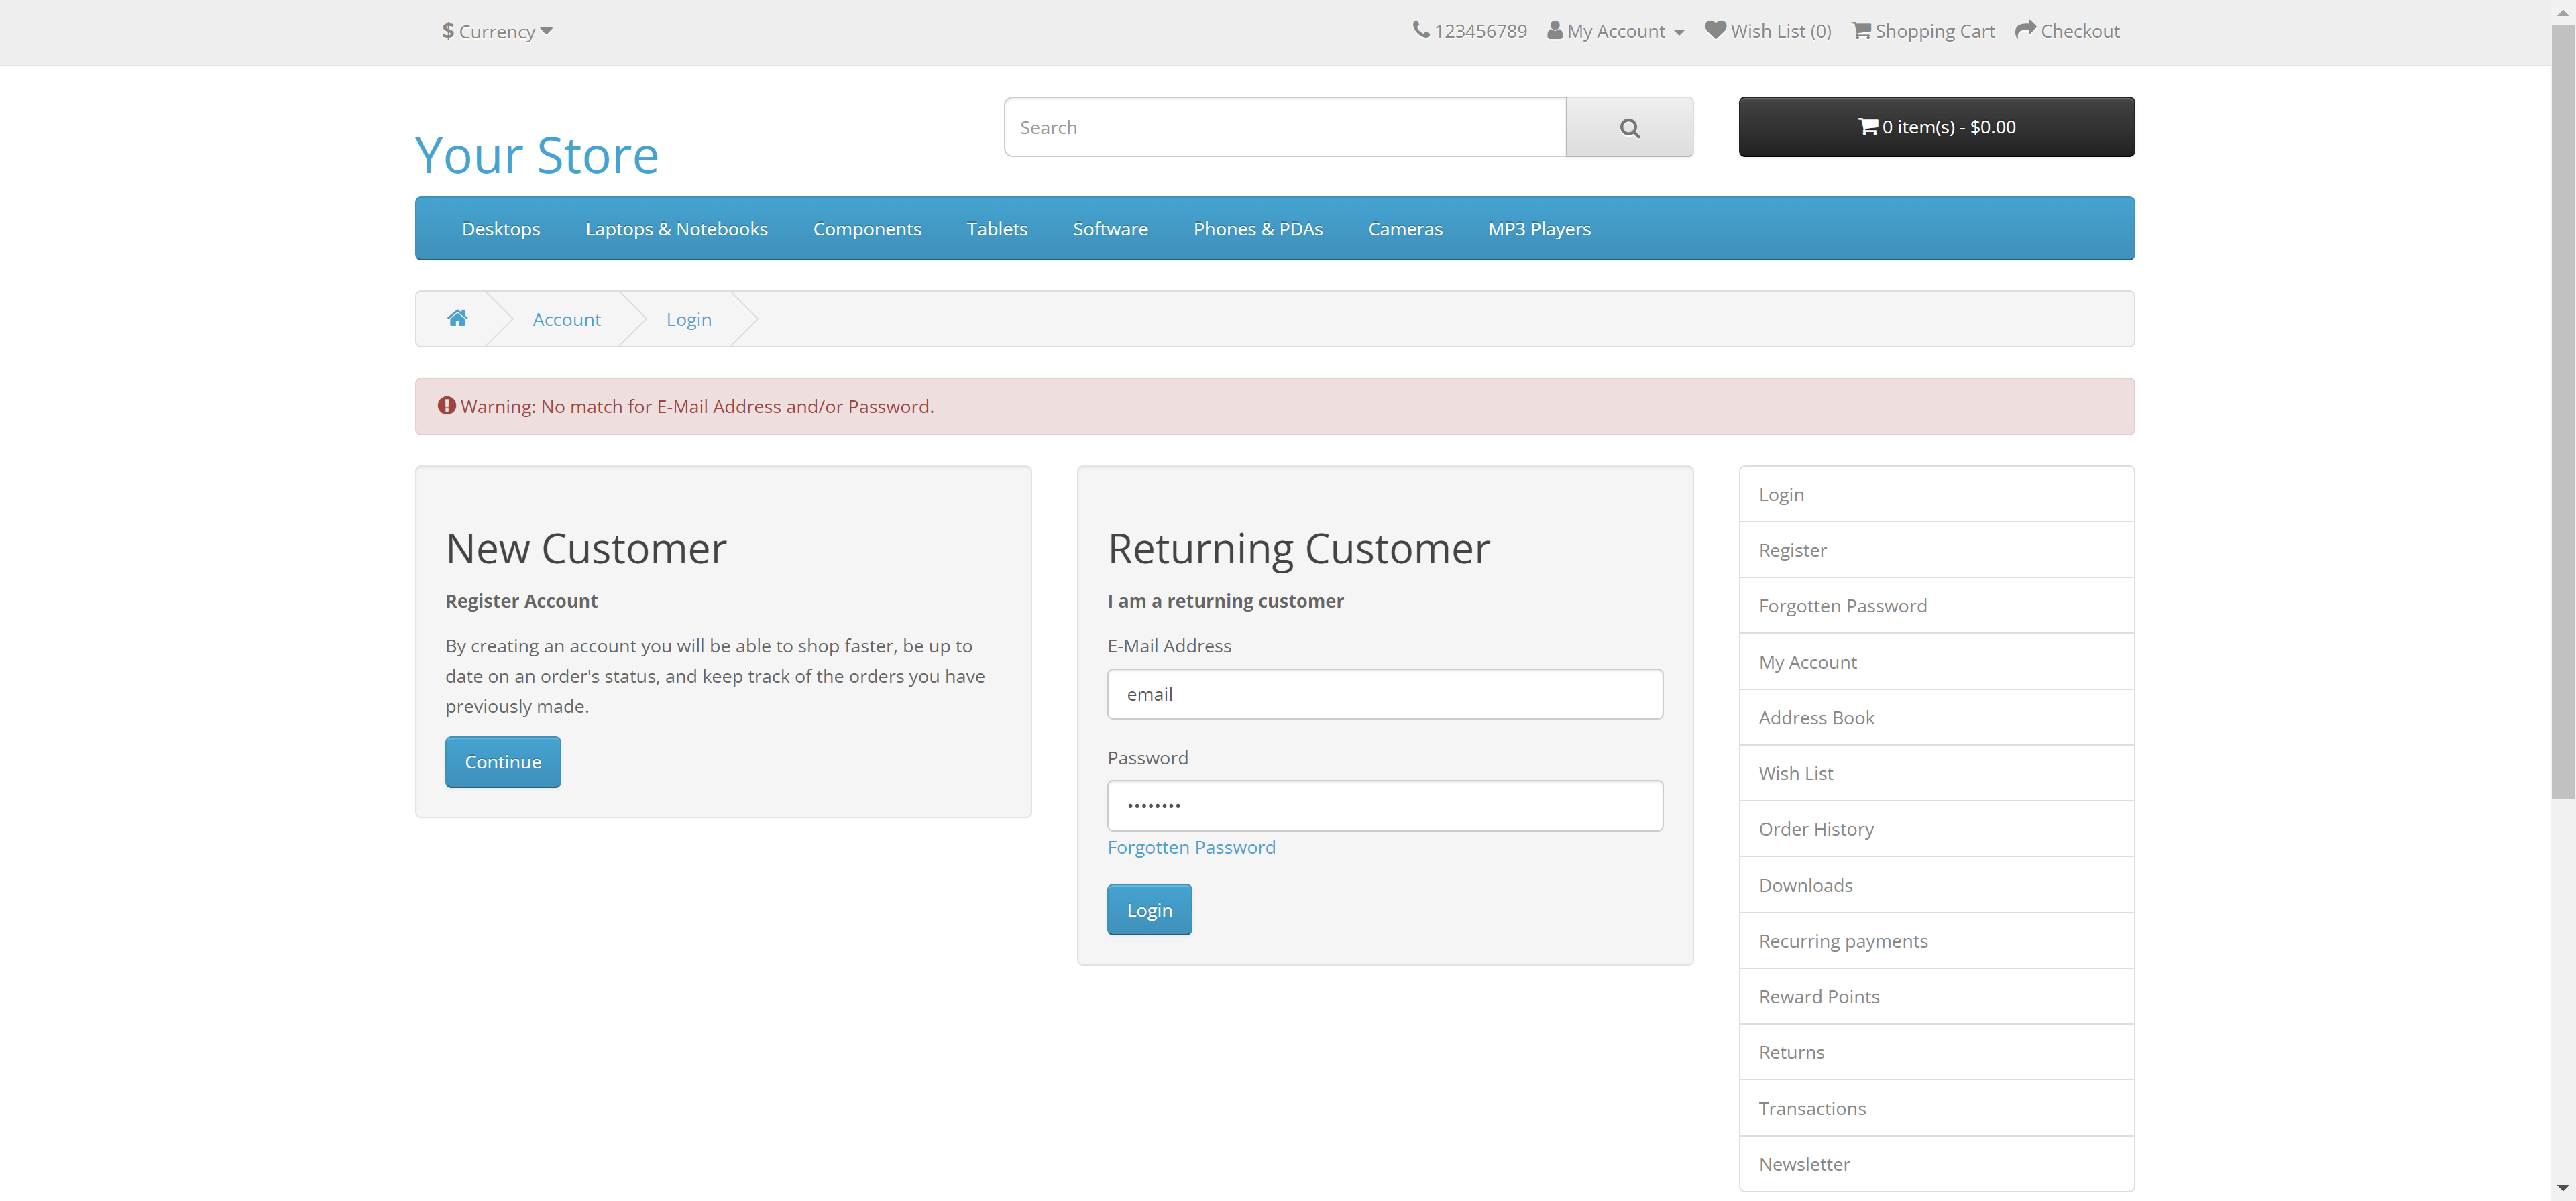 $ Currency
123456789 My Account Wish List (0) Shopping Cart Checkout
Your Store
Search
0 item(s) - $0.00
Desktops Laptops & Notebooks Components Tablets Software Phones & PDAs Cameras MP3 Players
Account Login
Warning: No match for E-Mail Address and/or Password.
New Customer
Register Account
By creating an account you will be able to shop faster, be up to
date on an order's status, and keep track of the orders you have
previously made.
Continue
Returning Customer
I am a returning customer
E-Mail Address
email
Password
••••••••
Forgotten Password
Login
Login
Register
Forgotten Password
My Account
Address Book
Wish List
Order History
Downloads
Recurring payments
Reward Points
Returns
Transactions
Newsletter